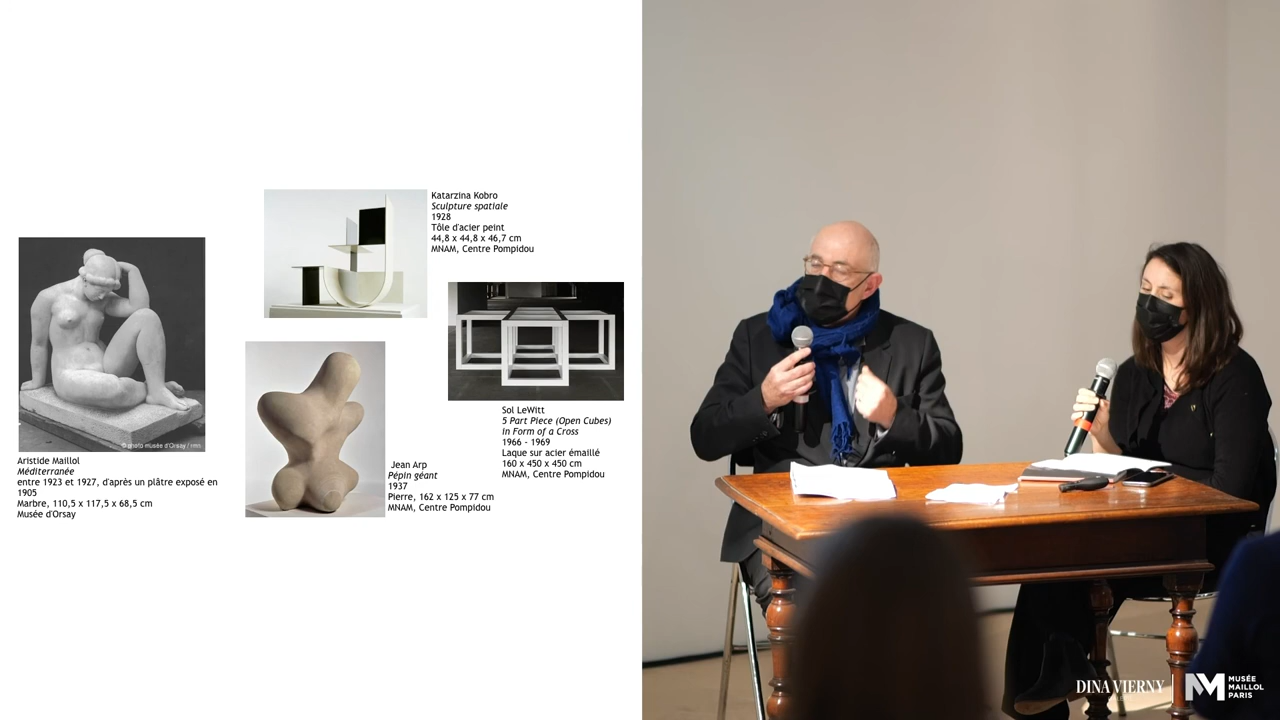 Katarzina Kobro
Sculpture spatiale
1928
Tôle d'acier peint
44,8 x 44,8 x 46,7 cm
MNAM, Centre Pompidou
© photo musée d'Orsay / rmn
Aristide Maillol
Méditerranée
entre 1923 et 1927, d'après un plâtre exposé en
1905
Marbre, 110,5 x 117,5 x 68,5 cm
Musée d'Orsay
Sol LeWitt
5 Part Piece (Open Cubes)
in Form of a Cross
1966 - 1969
Laque sur acier émaillé
160 x 450 x 450 cm
MNAM, Centre Pompidou
Jean Arp
Pépin géant
1937
Pierre, 162 x 125 x 77 cm
MNAM, Centre Pompidou
DINA VIERNY
MUSÉE
MAILLOL
PARIS